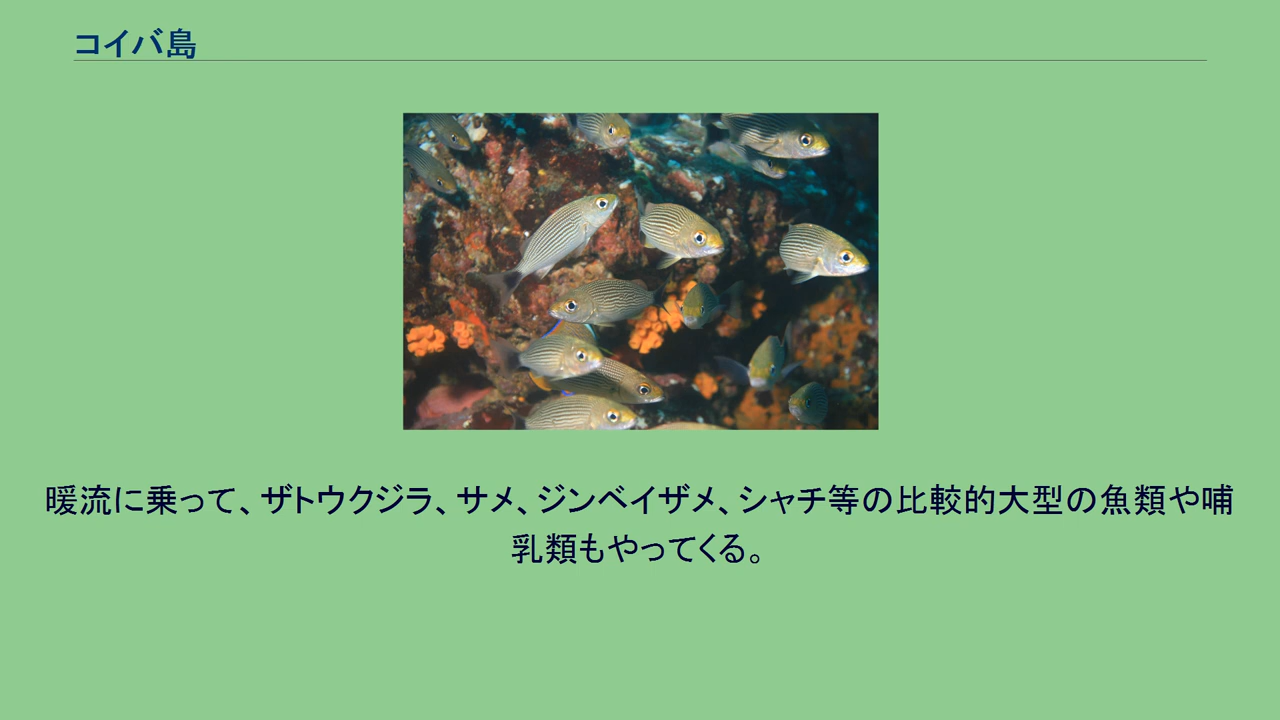 コイバ島
暖流に乗って、ザトウクジラ、サメ、ジンベイザメ、シャチ等の比較的大型の魚類や哺
乳類もやってくる。